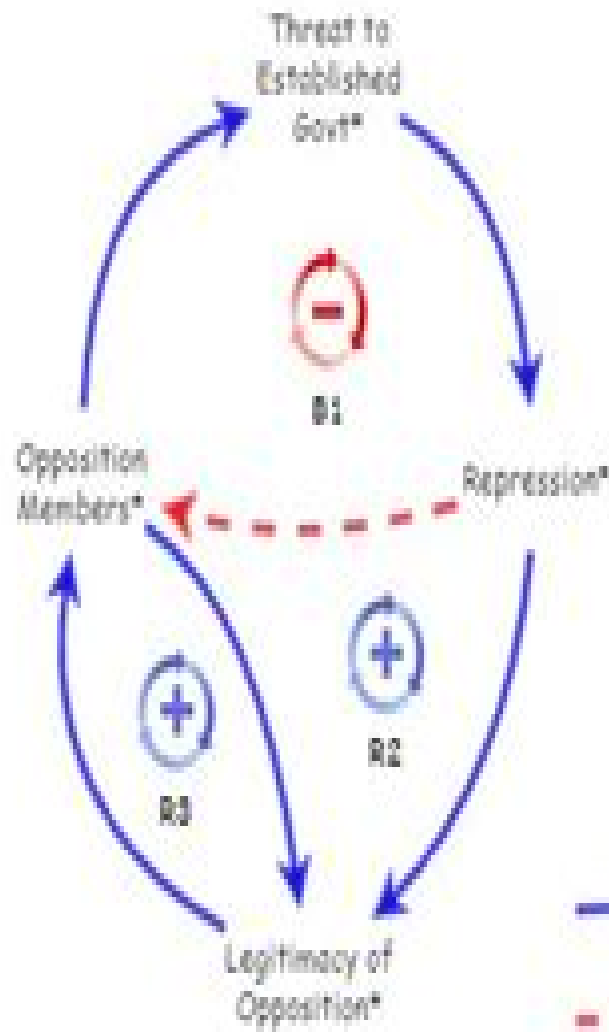 Threat to
Established
Govt*
B1
Opposition
Members*
Repression*
R2
R3
Legitimacy of
Opposition*